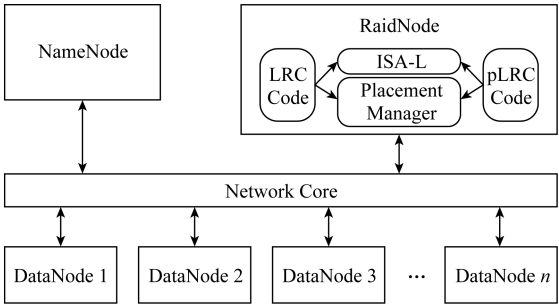 NameNode
RaidNode
LRC
Code
ISA-L
Placement
Manager
pLRC
Code
Network Core
DataNode 1
DataNode 2
DataNode 3
...
DataNode n